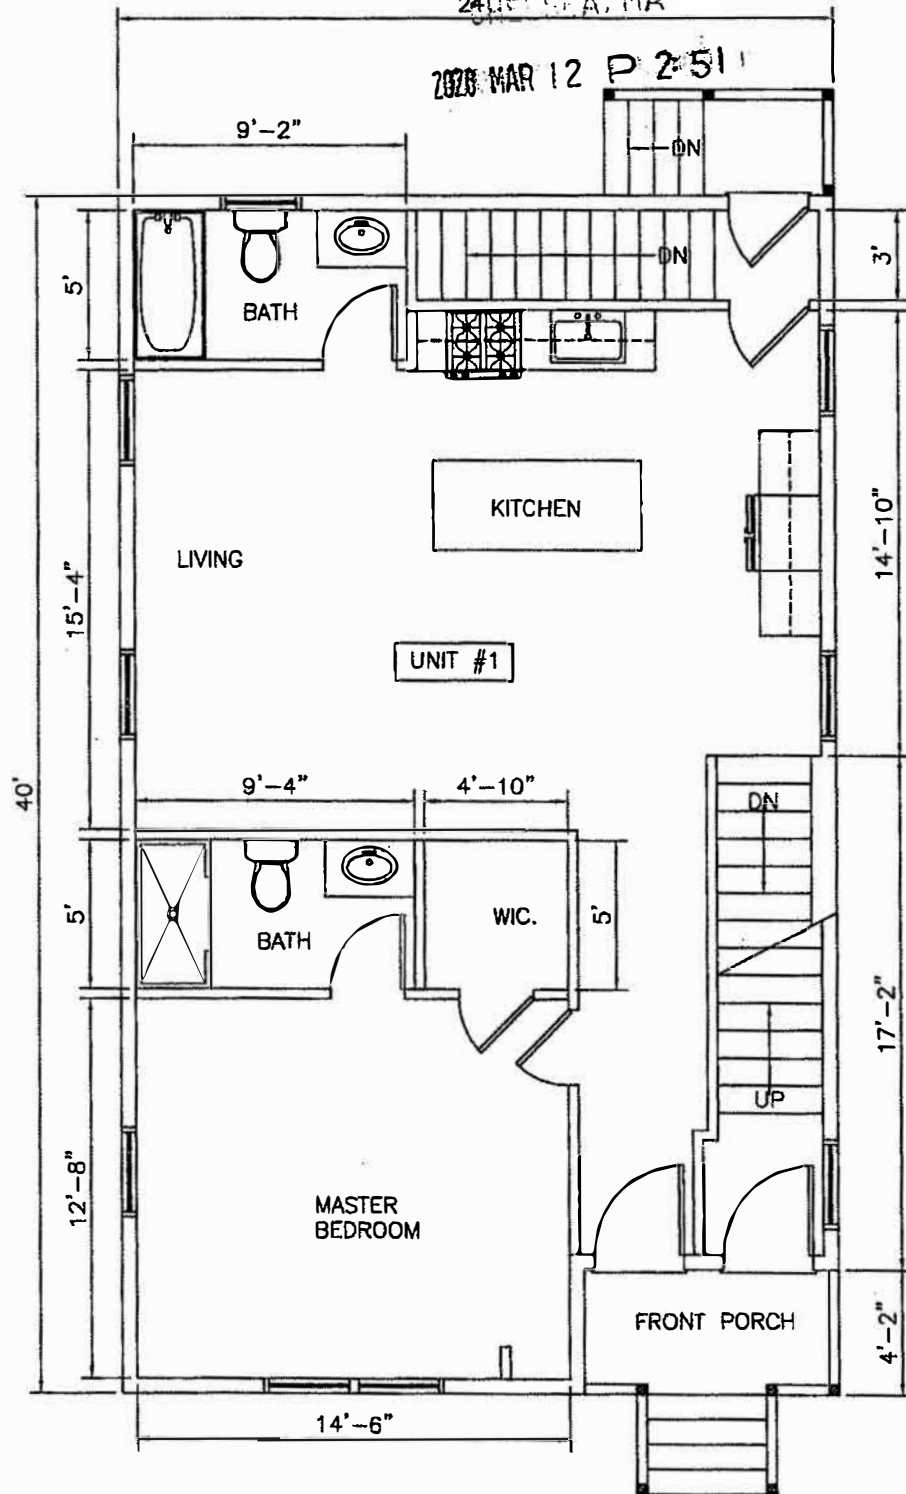 2020 MAR 12 P 2:51
9'-2"
DN
5'
BATH
DN
3'
KITCHEN
LIVING
15'-4"
14'-10"
UNIT #1
40'
9'-4"
4'-10"
DN
5'
BATH
WIC.
5'
17'-2"
UP
12'-8"
MASTER
BEDROOM
FRONT PORCH
4'-2"
14'-6"